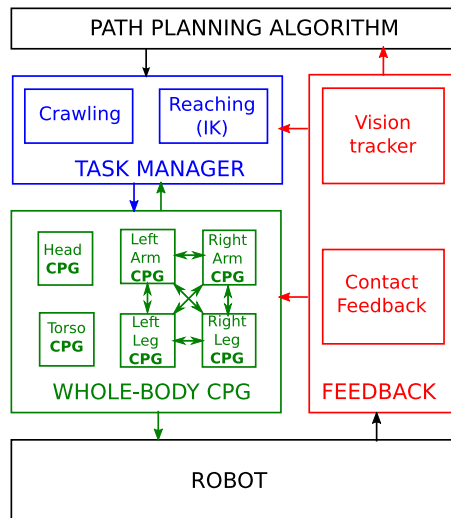 PATH PLANNING ALGORITHM
Crawling
Reaching
(IK)
TASK MANAGER
Vision
tracker
Head
CPG
Left
Arm
CPG
Right
Arm
CPG
Torso
CPG
Left
Leg
CPG
Right
Leg
CPG
WHOLE-BODY CPG
Contact
Feedback
FEEDBACK
ROBOT